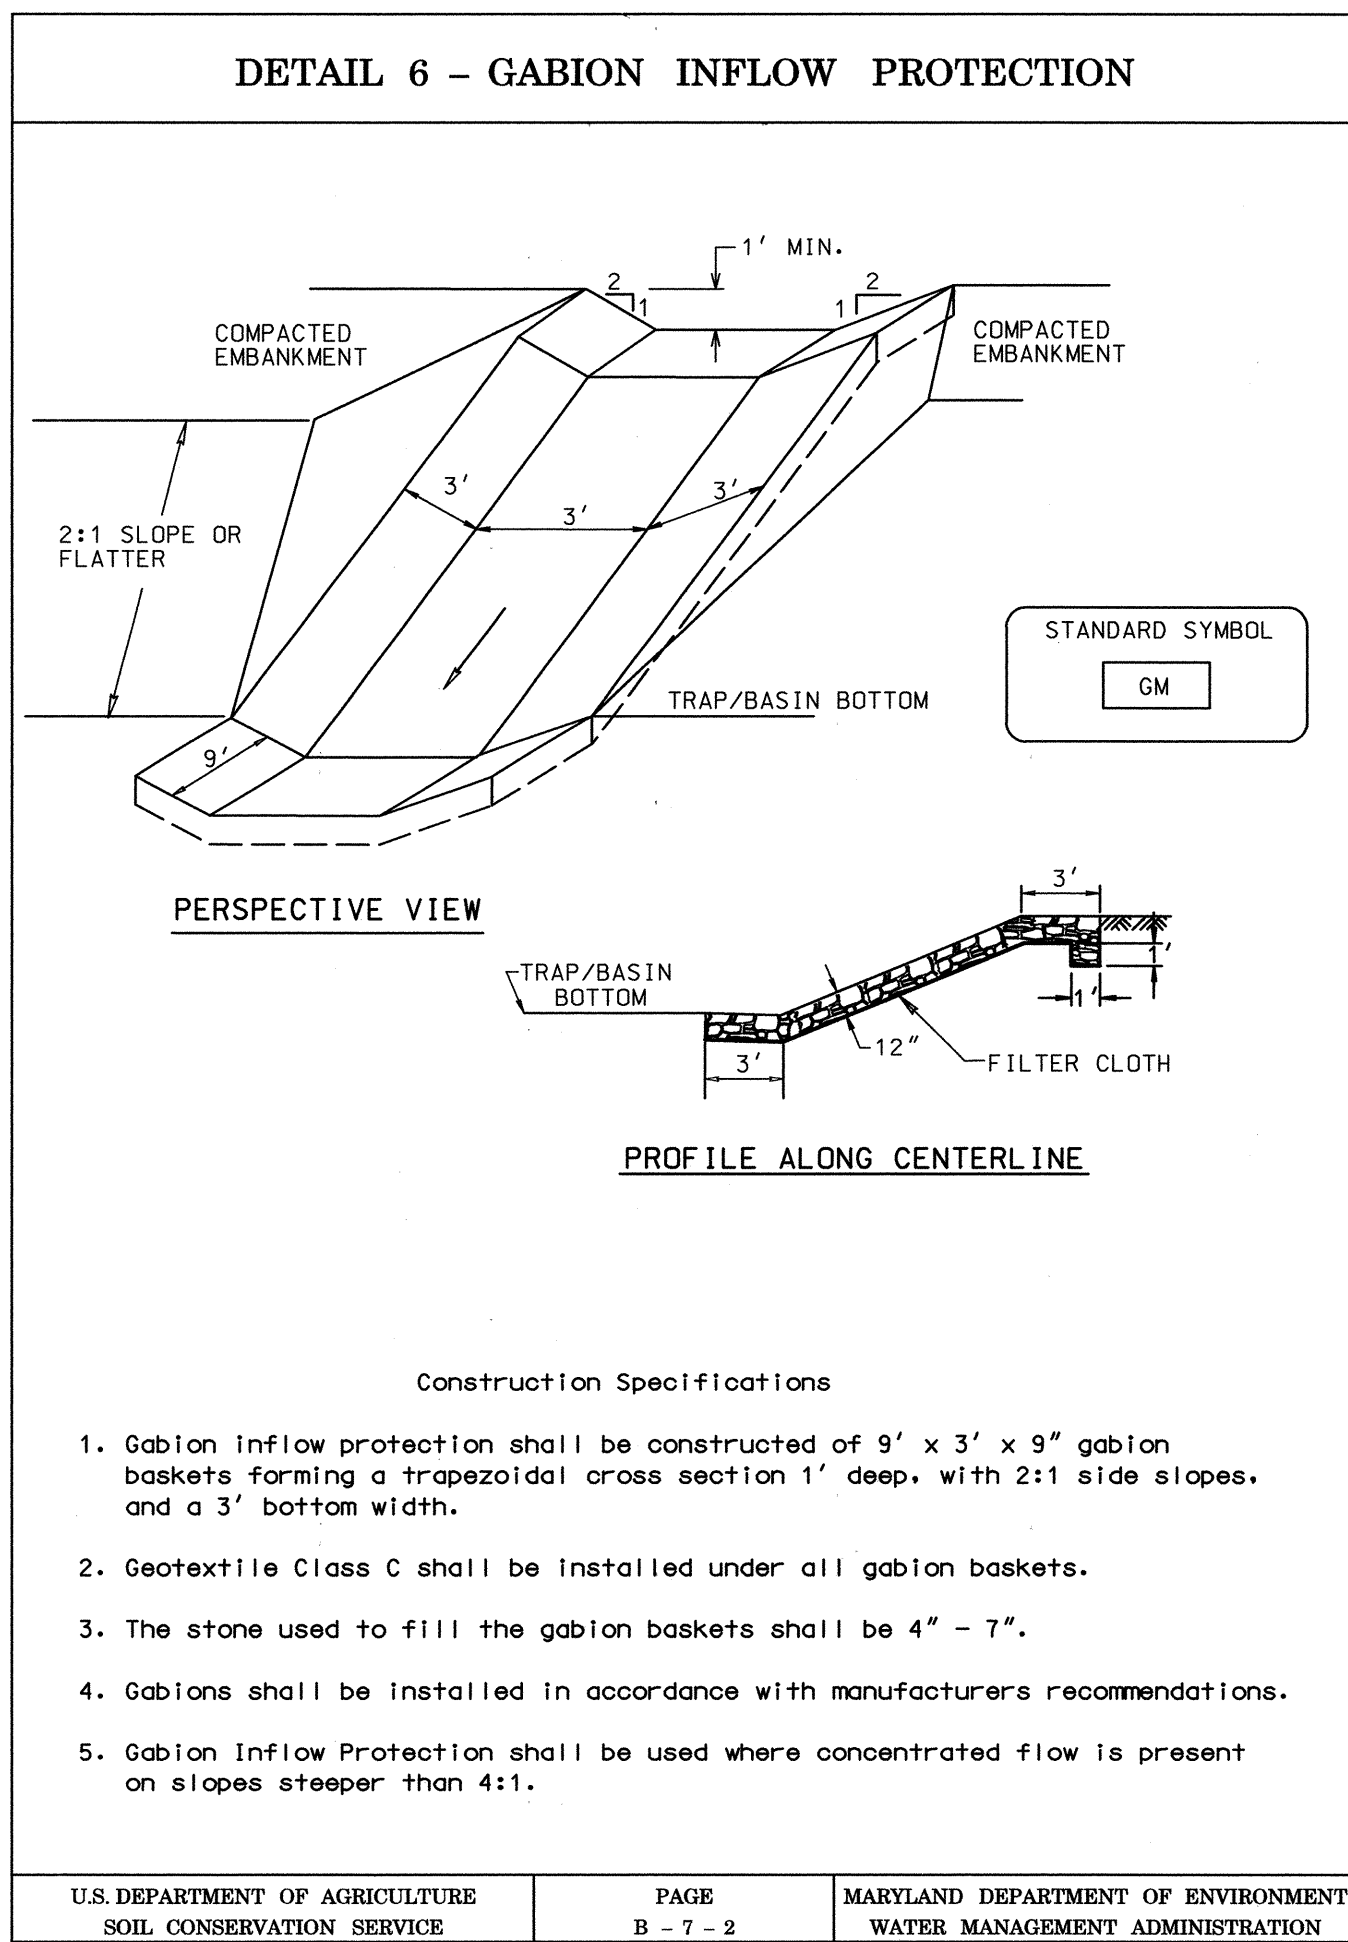 DETAIL 6 – GABION INFLOW PROTECTION
1' MIN.
2
1
2
1
COMPACTED
EMBANKMENT
COMPACTED
EMBANKMENT
3'
3'
3'
2:1 SLOPE OR
FLATTER
STANDARD SYMBOL
GM
TRAP/BASIN BOTTOM
9'
PERSPECTIVE VIEW
3'
1'
1'
TRAP/BASIN
BOTTOM
12"
FILTER CLOTH
3'
PROFILE ALONG CENTERLINE
Construction Specifications
1. Gabion inflow protection shall be constructed of 9' x 3' x 9" gabion
baskets forming a trapezoidal cross section 1' deep, with 2:1 side slopes,
and a 3' bottom width.
2. Geotextile Class C shall be installed under all gabion baskets.
3. The stone used to fill the gabion baskets shall be 4" - 7".
4. Gabions shall be installed in accordance with manufacturers recommendations.
5. Gabion Inflow Protection shall be used where concentrated flow is present
on slopes steeper than 4:1.
U.S. DEPARTMENT OF AGRICULTURE
SOIL CONSERVATION SERVICE
PAGE
B – 7 – 2
MARYLAND DEPARTMENT OF ENVIRONMENT
WATER MANAGEMENT ADMINISTRATION